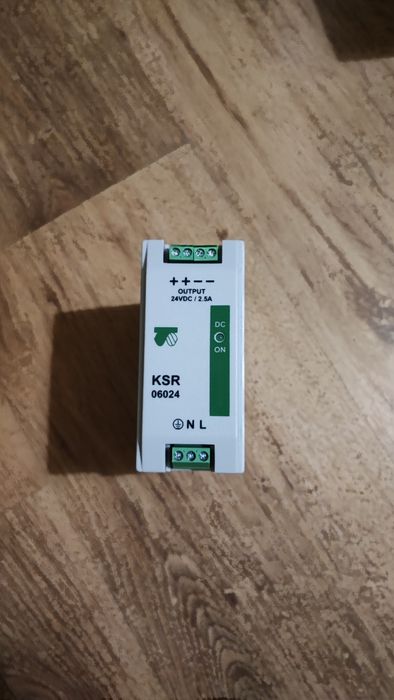 ++--
OUTPUT
24VDC / 2.5A
DC
ON
KSR
06024
N L